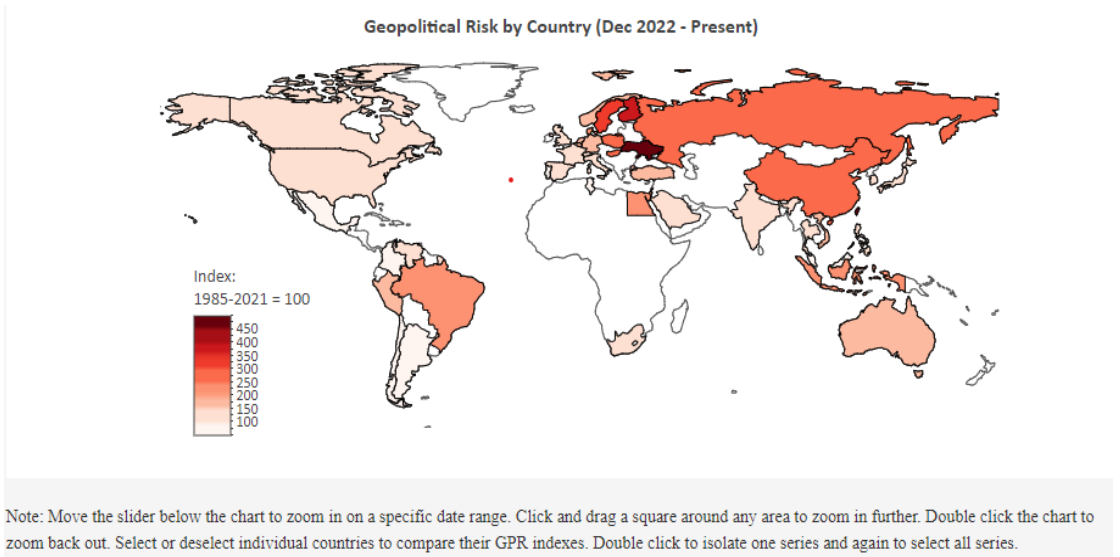 Geopolitical Risk by Country (Dec 2022 - Present)
Index:
1985-2021 = 100
450
400
350
300
250
200
150
100
Note: Move the slider below the chart to zoom in on a specific date range. Click and drag a square around any area to zoom in further. Double click the chart to
zoom back out. Select or deselect individual countries to compare their GPR indexes. Double click to isolate one series and again to select all series.